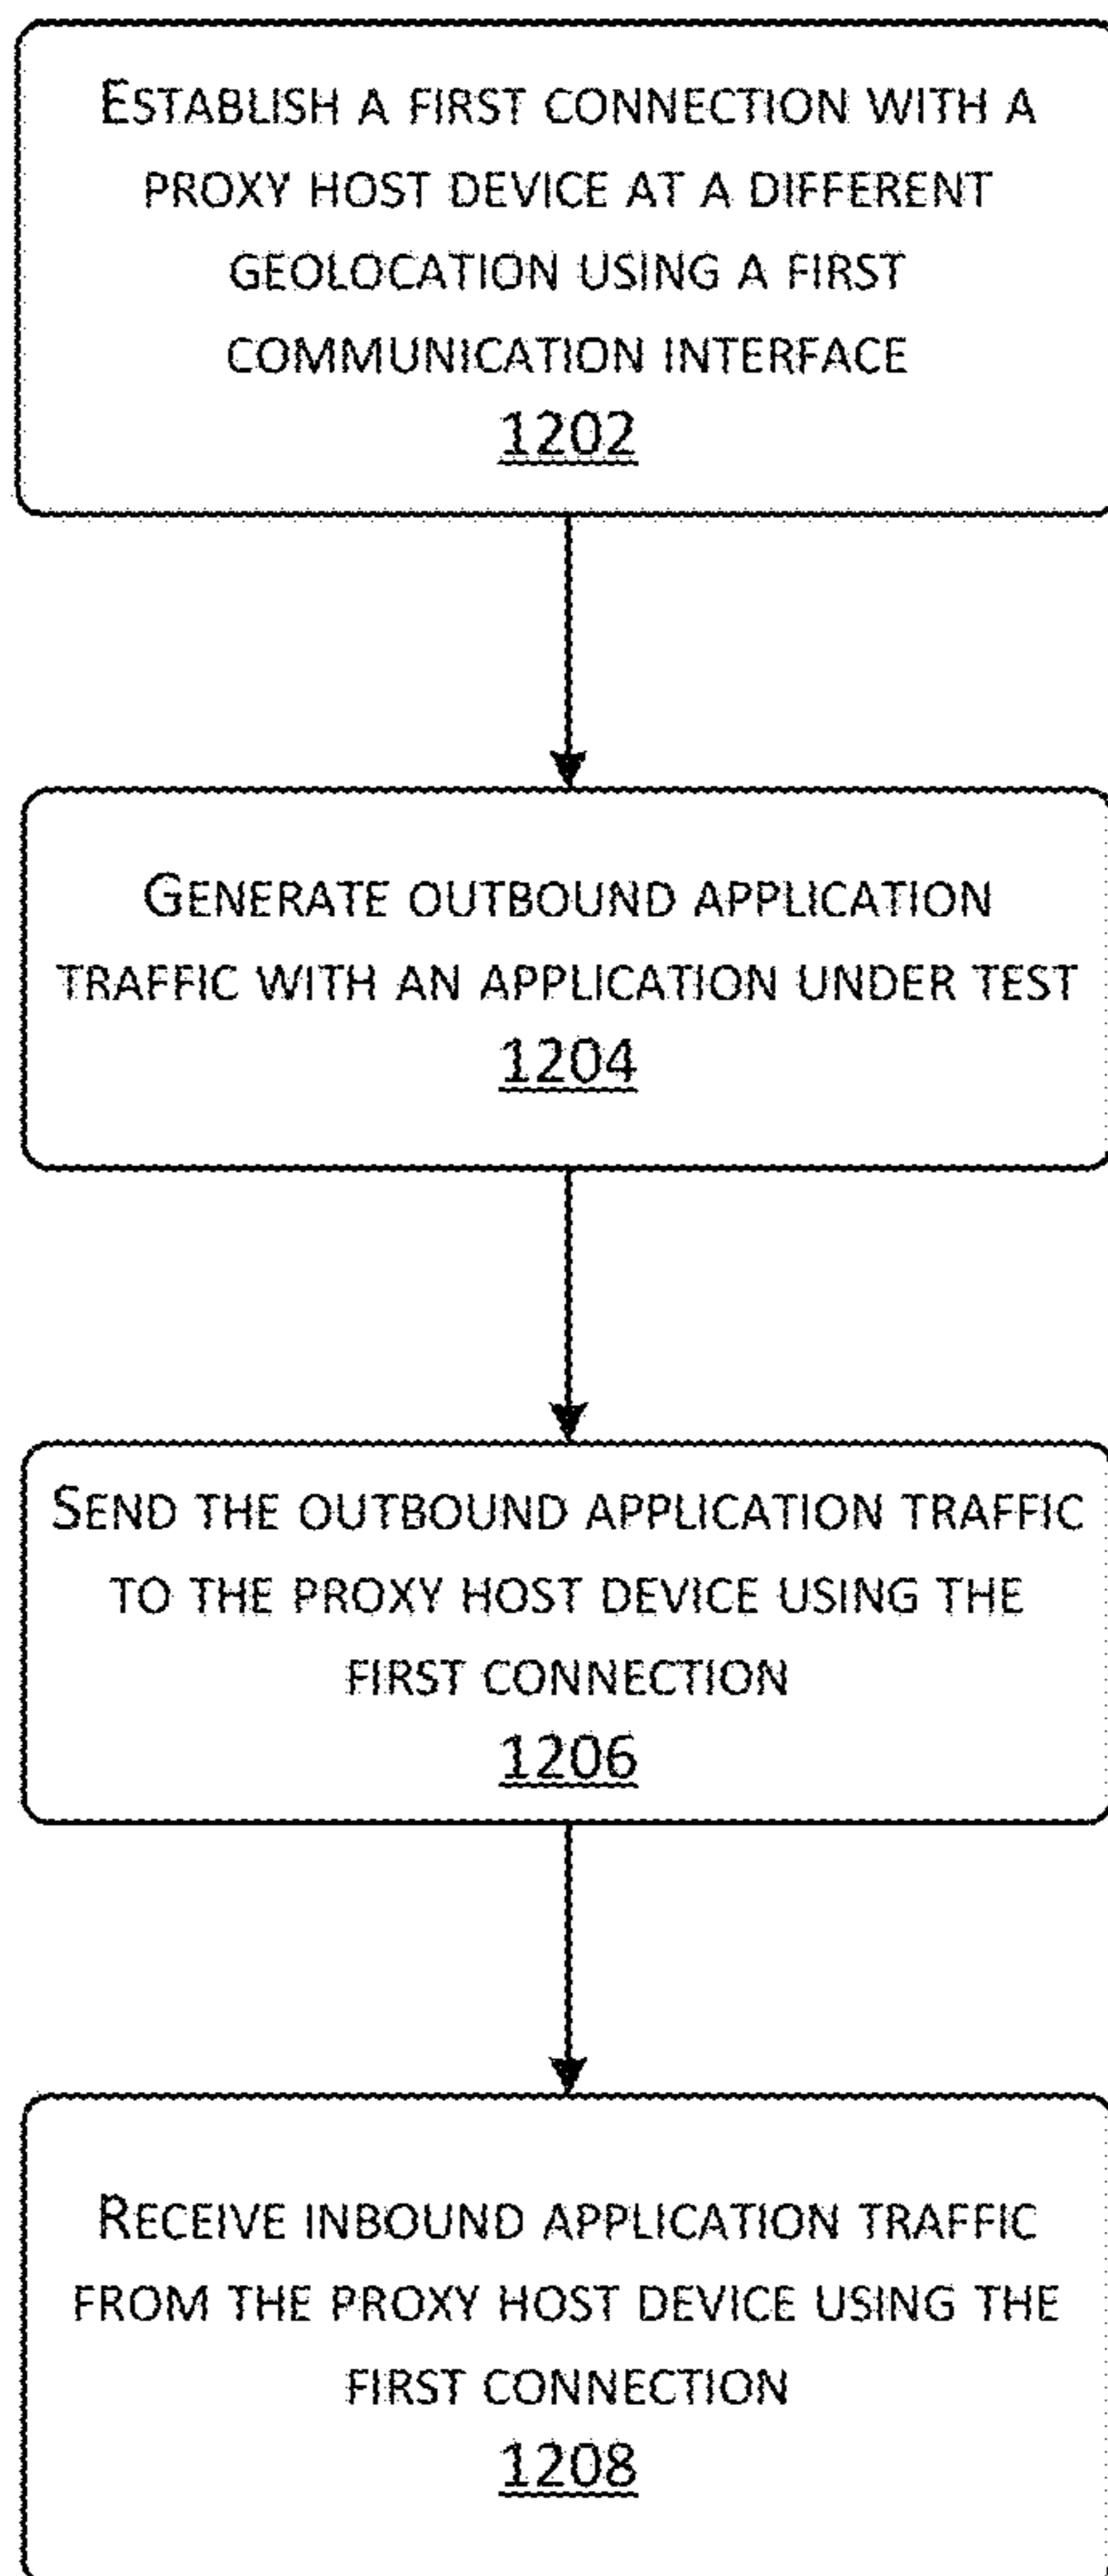 ESTABLISH A FIRST CONNECTION WITH A
PROXY HOST DEVICE AT A DIFFERENT
GEOLOCATION USING A FIRST
COMMUNICATION INTERFACE
1202
GENERATE OUTBOUND APPLICATION
TRAFFIC WITH AN APPLICATION UNDER TEST
1204
SEND THE OUTBOUND APPLICATION TRAFFIC
TO THE PROXY HOST DEVICE USING THE
FIRST CONNECTION
1206
RECEIVE INBOUND APPLICATION TRAFFIC
FROM THE PROXY HOST DEVICE USING THE
FIRST CONNECTION
1208